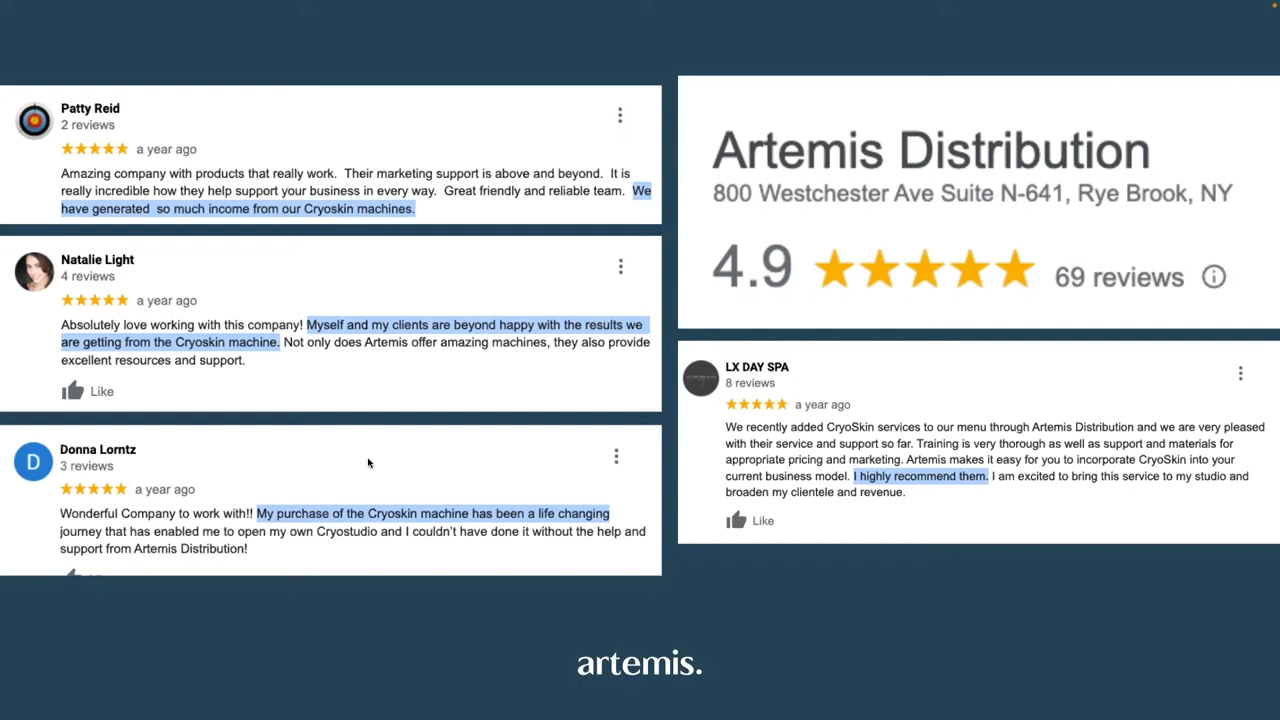 Patty Reid
2 reviews
a year ago
Amazing company with products that really work.  Their marketing support is above and beyond.  It is
really incredible how they help support your business in every way.  Great friendly and reliable team.  We
have generated  so much income from our Cryoskin machines.
Natalie Light
4 reviews
a year ago
Absolutely love working with this company! Myself and my clients are beyond happy with the results we
are getting from the Cryoskin machine. Not only does Artemis offer amazing machines, they also provide
excellent resources and support.
Like
D
Donna Lorntz
3 reviews
a year ago
Wonderful Company to work with!! My purchase of the Cryoskin machine has been a life changing
journey that has enabled me to open my own Cryostudio and I couldn't have done it without the help and
support from Artemis Distribution!
Artemis Distribution
800 Westchester Ave Suite N-641, Rye Brook, NY
4.9 69 reviews
LX DAY SPA
8 reviews
a year ago
We recently added CryoSkin services to our menu through Artemis Distribution and we are very pleased
with their service and support so far. Training is very thorough as well as support and materials for
appropriate pricing and marketing. Artemis makes it easy for you to incorporate CryoSkin into your
current business model. I highly recommend them. I am excited to bring this service to my studio and
broaden my clientele and revenue.
Like
artemis.